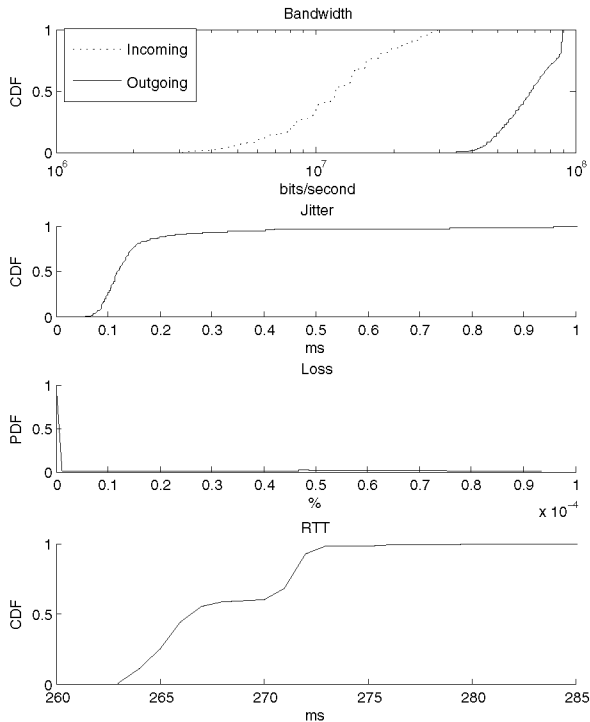 Bandwidth
1
0.5
0
CDF
Incoming
Outgoing
10^6
10^7
10^8
bits/second
Jitter
1
0.5
0
CDF
0 0.1 0.2 0.3 0.4 0.5 0.6 0.7 0.8 0.9 1
ms
Loss
1
0.5
0
PDF
0 0.1 0.2 0.3 0.4 0.5 0.6 0.7 0.8 0.9 1
%
x 10^-4
RTT
1
0.5
0
CDF
260 265 270 275 280 285
ms